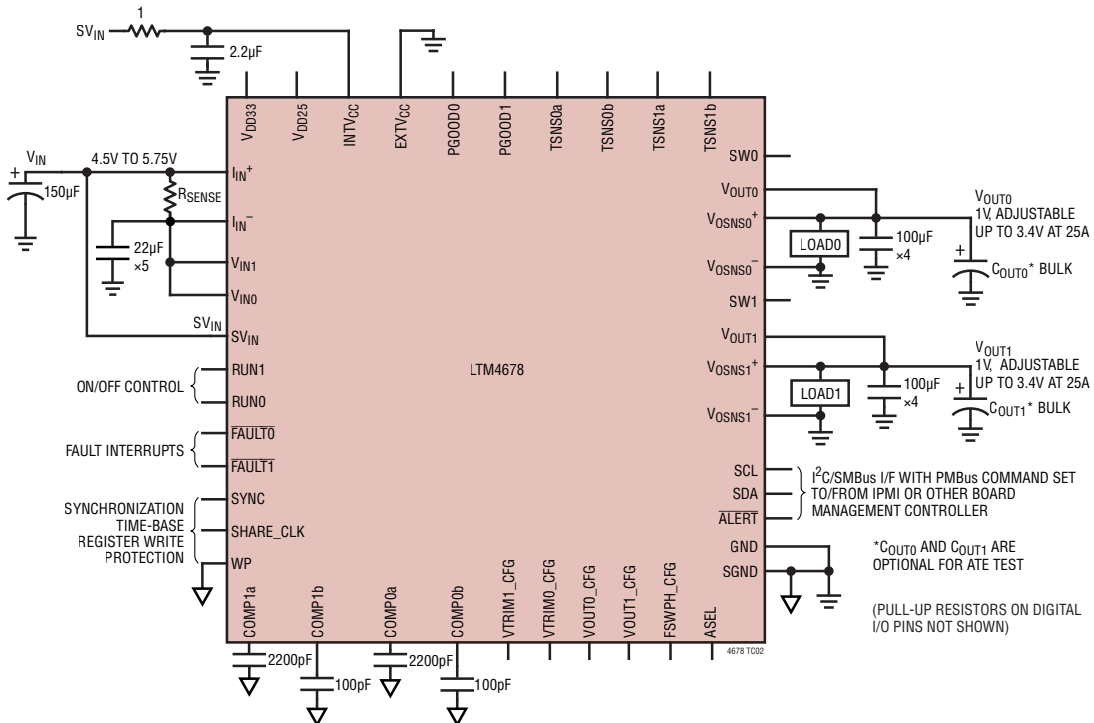 1
SVIN
2.2µF
VDD33
VDD25
INTVCC
EXTVCC
PGOOD0
PGOOD1
TSNS0a
TSNS0b
TSNS1a
TSNS1b
VIN
4.5V TO 5.75V
+
150µF
RSENSE
22µF
×5
SVIN
IIN+
IIN−
VIN1
VIN0
SVIN
ON/OFF CONTROL
RUN1
RUN0
FAULT INTERRUPTS
FAULT0
FAULT1
SYNCHRONIZATION
TIME-BASE
REGISTER WRITE
PROTECTION
SYNC
SHARE_CLK
WP
LTM4678
SW0
VOUT0
VOSNS0+
VOSNS0−
SW1
VOUT1
VOSNS1+
VOSNS1−
SCL
SDA
ALERT
GND
SGND
LOAD0
100µF
×4
+
COUT0* BULK
VOUT0
1V, ADJUSTABLE
UP TO 3.4V AT 25A
LOAD1
100µF
×4
+
COUT1* BULK
VOUT1
1V, ADJUSTABLE
UP TO 3.4V AT 25A
I2C/SMBus I/F WITH PMBus COMMAND SET
TO/FROM IPMI OR OTHER BOARD
MANAGEMENT CONTROLLER
*COUT0 AND COUT1 ARE
OPTIONAL FOR ATE TEST
(PULL-UP RESISTORS ON DIGITAL
I/O PINS NOT SHOWN)
COMP1a
COMP1b
COMP0a
COMP0b
VTRIM1_CFG
VTRIM0_CFG
VOUT0_CFG
VOUT1_CFG
FSWPH_CFG
ASEL
4678 TC02
2200pF
100pF
2200pF
100pF